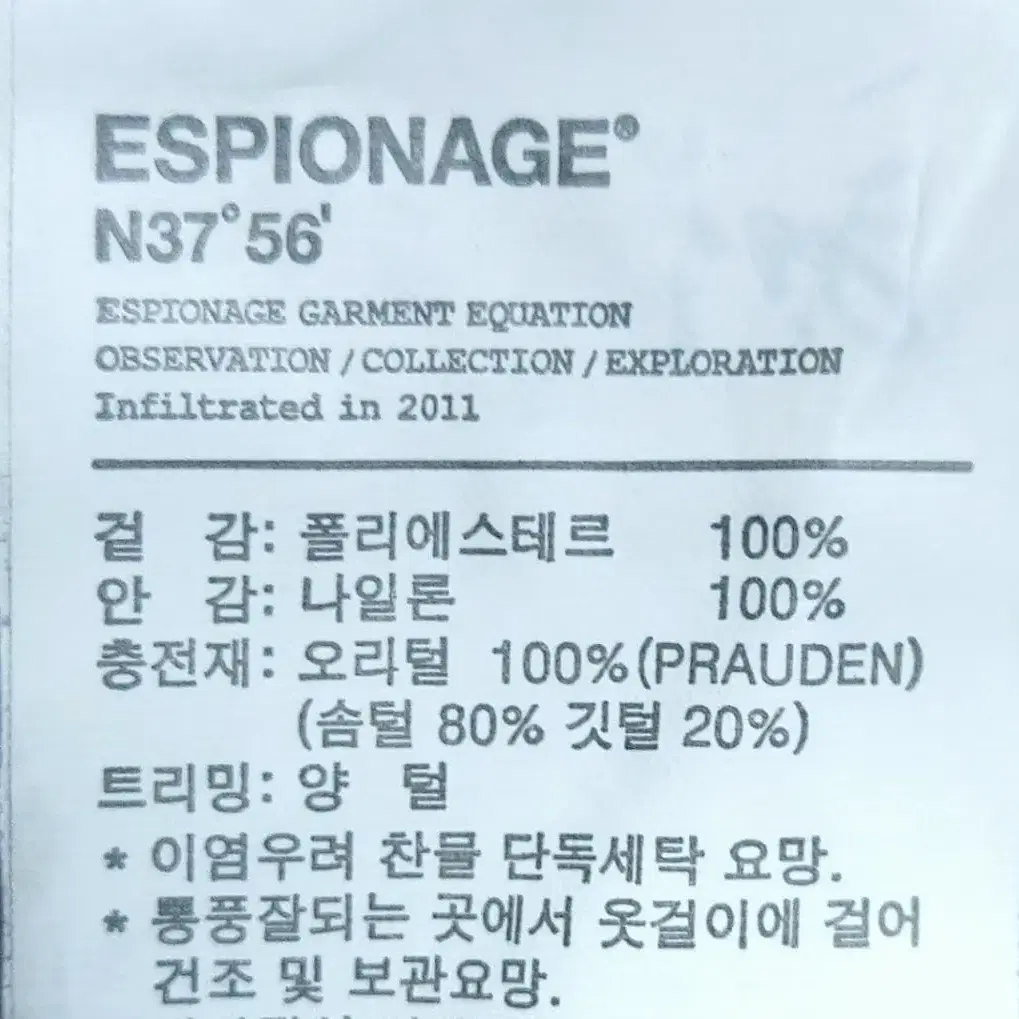 ESPIONAGE®
N37°56'
ESPIONAGE GARMENT EQUATION
OBSERVATION / COLLECTION / EXPLORATION
Infiltrated in 2011
겉 감: 폴리에스테르 100%
안 감: 나일론 100%
충전재: 오리털 100%(PRAUDEN)
(솜털 80% 깃털 20%)
트리밍: 양 털
* 이염우려 찬물 단독세탁 요망.
* 통풍잘되는 곳에서 옷걸이에 걸어
건조 및 보관요망.